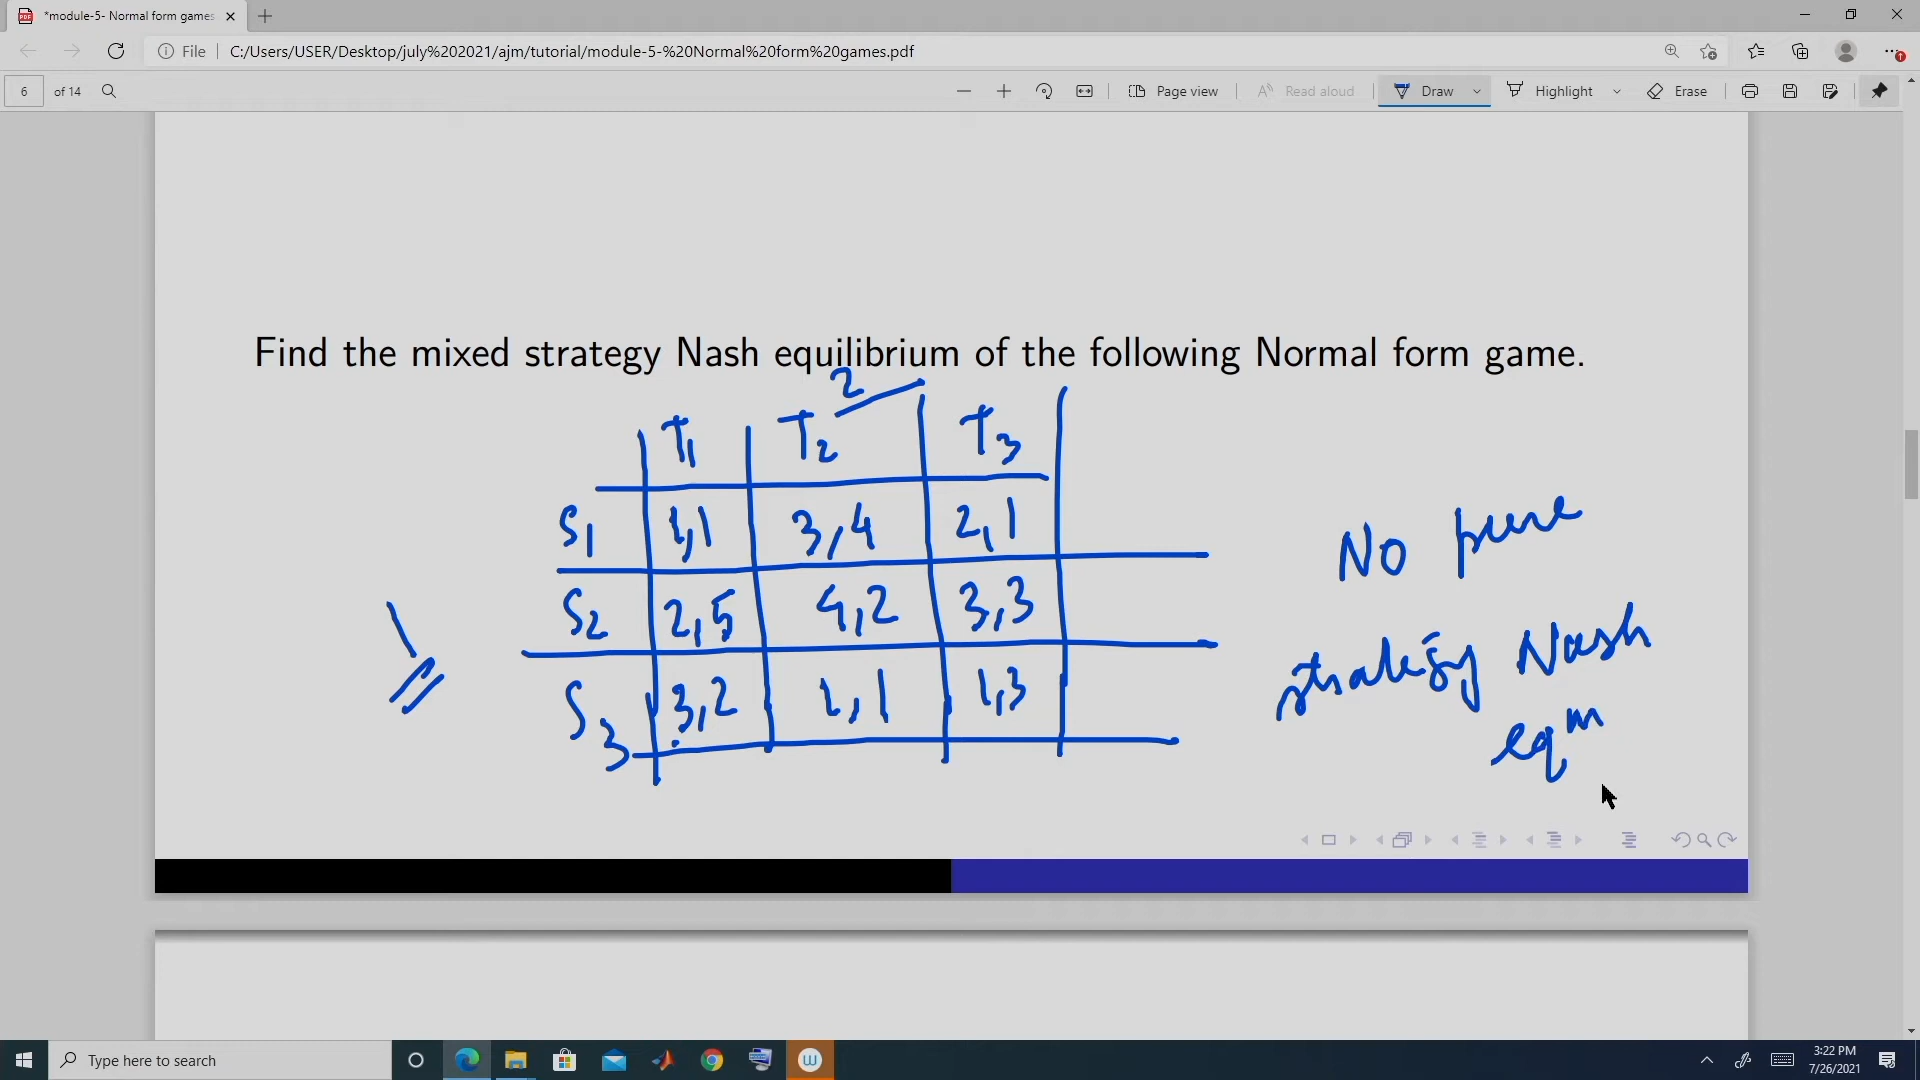 *module-5- Normal form games
File C:/Users/USER/Desktop/july%202021/ajm/tutorial/module-5-%20Normal%20form%20games.pdf
6 of 14 Page view Read aloud Draw Highlight Erase
Find the mixed strategy Nash equilibrium of the following Normal form game.
2
T1 T2 T3
S1 1,1 3,4 2,1
S2 2,5 4,2 3,3
S3 3,2 1,1 1,3
1
No pure
strategy Nash
eqm
Type here to search
3:22 PM
7/26/2021